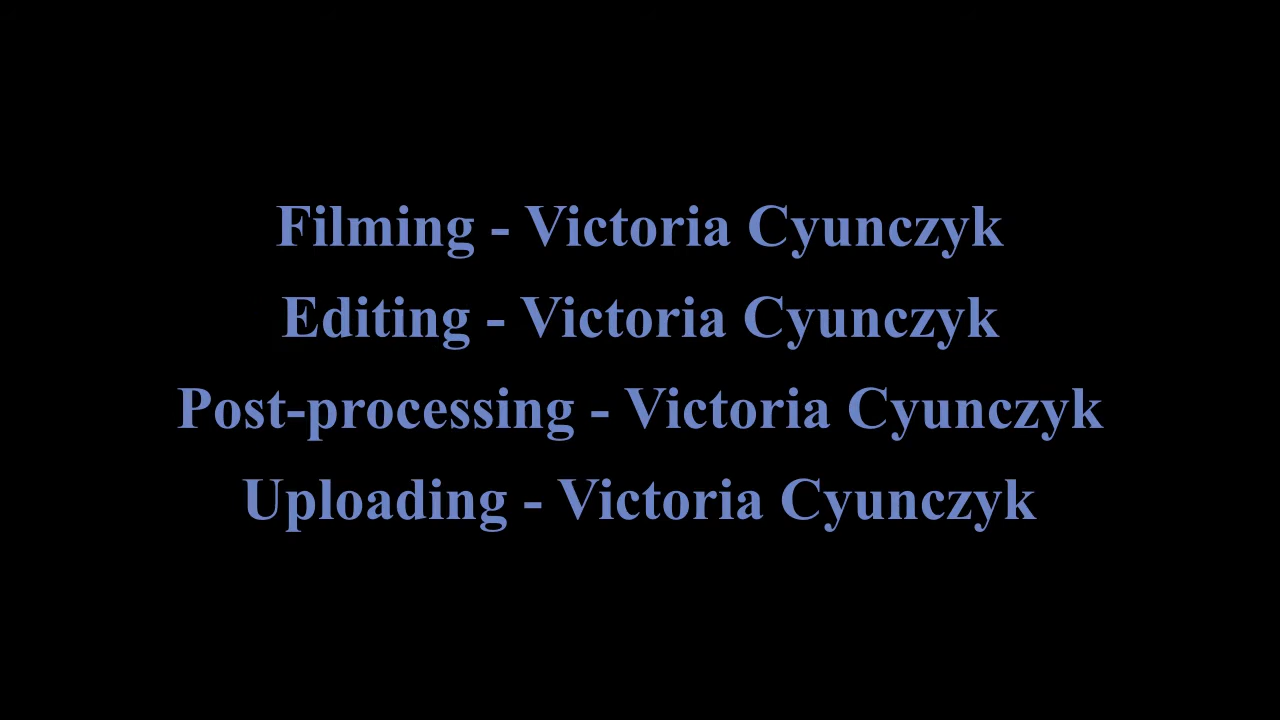 Filming - Victoria Cyunczyk
Editing - Victoria Cyunczyk
Post-processing - Victoria Cyunczyk
Uploading - Victoria Cyunczyk